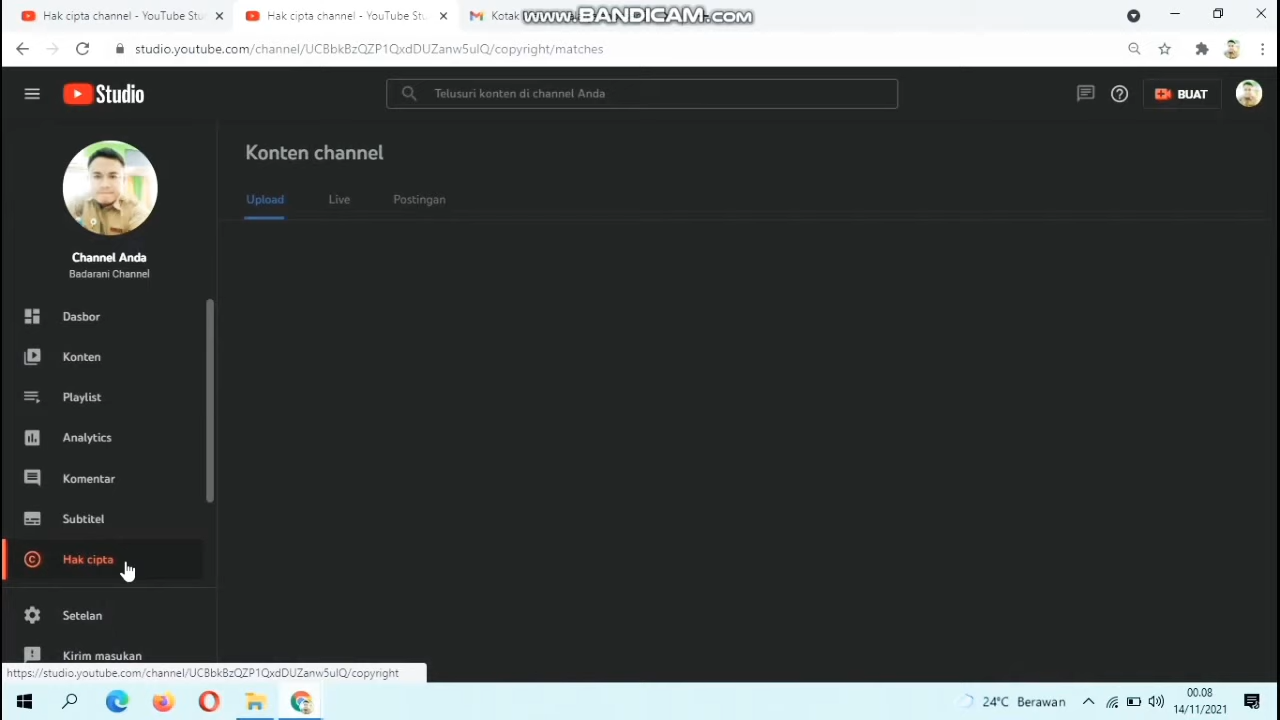 Hak cipta channel - YouTube Stu
Hak cipta channel - YouTube Stu
Kotak
WWW.BANDICAM.COM
studio.youtube.com/channel/UCBbkBzQZP1QxdDUZanw5ulQ/copyright/matches
Studio
Telusuri konten di channel Anda
BUAT
Konten channel
Upload
Live
Postingan
Channel Anda
Badarani Channel
Dasbor
Konten
Playlist
Analytics
Komentar
Subtitel
Hak cipta
Setelan
Kirim masukan
https://studio.youtube.com/channel/UCBbkBzQZP1QxdDUZanw5ulQ/copyright
24°C Berawan
00.08
14/11/2021